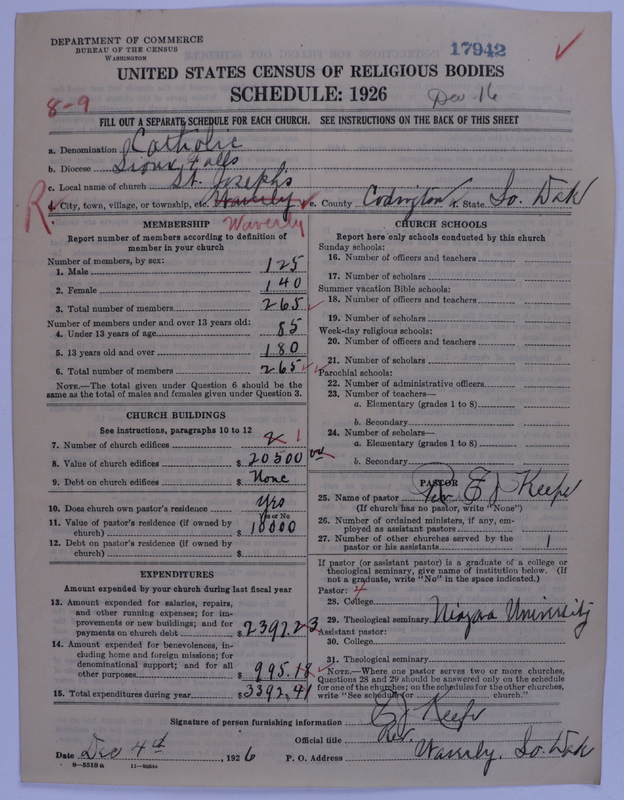 DEPARTMENT OF COMMERCE
BUREAU OF THE CENSUS
WASHINGTON
17942
UNITED STATES CENSUS OF RELIGIOUS BODIES
SCHEDULE: 1926
Dec 16
8-9
FILL OUT A SEPARATE SCHEDULE FOR EACH CHURCH. SEE INSTRUCTIONS ON THE BACK OF THIS SHEET
a. Denomination Catholic
b. Diocese Sioux Falls
c. Local name of church St. Joseph's
R
d. City, town, village, or township, etc. Waverly e. County Codington f. State So. Dak
Waverly
MEMBERSHIP
Report number of members according to definition of
member in your church
Number of members, by sex:
1. Male 125
2. Female 140
3. Total number of members 265
Number of members under and over 13 years old:
4. Under 13 years of age 85
5. 13 years old and over 180
6. Total number of members 265
NOTE.—The total given under Question 6 should be the
same as the total of males and females given under Question 3.
CHURCH BUILDINGS
See instructions, paragraphs 10 to 12
7. Number of church edifices 2 1
8. Value of church edifices $ 20500 00
9. Debt on church edifices $ None
10. Does church own pastor's residence Yes
Yes or No
11. Value of pastor's residence (if owned by
church) $ 10000
12. Debt on pastor's residence (if owned by
church) $
EXPENDITURES
Amount expended by your church during last fiscal year
13. Amount expended for salaries, repairs,
and other running expenses; for im-
provements or new buildings; and for
payments on church debt $ 2397.23
14. Amount expended for benevolences, in-
cluding home and foreign missions; for
denominational support; and for all
other purposes $ 995.18
15. Total expenditures during year $ 3392.41
CHURCH SCHOOLS
Report here only schools conducted by this church
Sunday schools:
16. Number of officers and teachers
17. Number of scholars
Summer vacation Bible schools:
18. Number of officers and teachers
19. Number of scholars
Week-day religious schools:
20. Number of officers and teachers
21. Number of scholars
Parochial schools:
22. Number of administrative officers
23. Number of teachers—
a. Elementary (grades 1 to 8)
b. Secondary
24. Number of scholars—
a. Elementary (grades 1 to 8)
b. Secondary
PASTOR
25. Name of pastor Rev E J Keefe
(If church has no pastor, write "None")
26. Number of ordained ministers, if any, em-
ployed as assistant pastors
27. Number of other churches served by the
pastor or his assistants 1
If pastor (or assistant pastor) is a graduate of a college or
theological seminary, give name of institution below. (If
not a graduate, write "No" in the space indicated.)
Pastor: 4
28. College
29. Theological seminary Niagara University
Assistant pastor:
30. College
31. Theological seminary
NOTE.—Where one pastor serves two or more churches,
Questions 28 and 29 should be answered only on the schedule
for one of the churches; on the schedules for the other churches,
write "See schedule for church."
Signature of person furnishing information E J Keefe
Official title Rev.
Date Dec 4th, 1926 P. O. Address Waverly, So. Dak
8—5518a 11—9054c